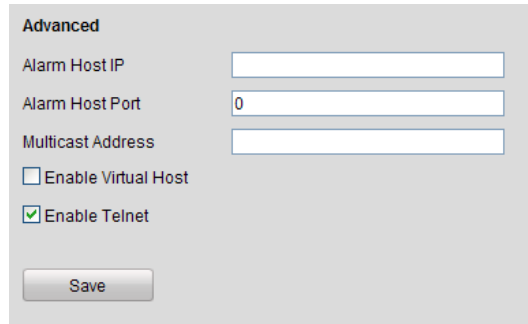 Advanced
Alarm Host IP
Alarm Host Port 0
Multicast Address
Enable Virtual Host
Enable Telnet
Save